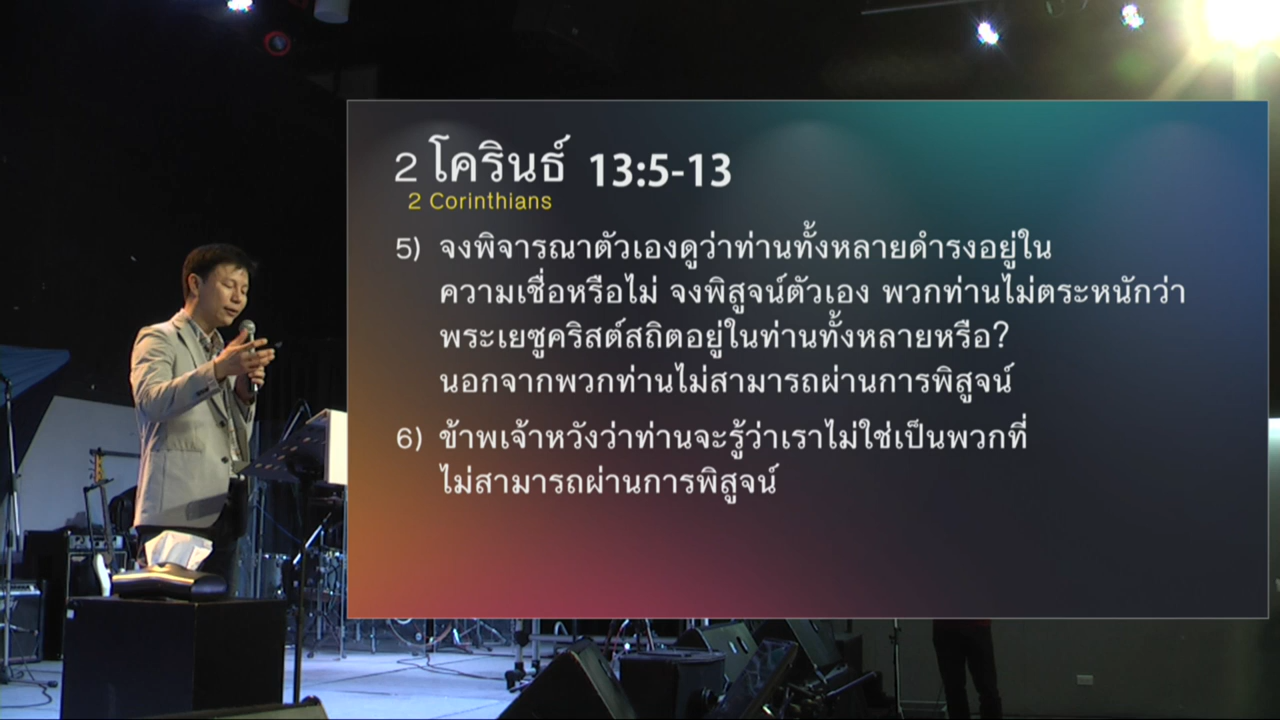 2 โครินธ์ 13:5-13
2 Corinthians
5) จงพิจารณาตัวเองดูว่าท่านทั้งหลายดำรงอยู่ใน
ความเชื่อหรือไม่ จงพิสูจน์ตัวเอง พวกท่านไม่ตระหนักว่า
พระเยซูคริสต์สถิตอยู่ในท่านทั้งหลายหรือ?
นอกจากพวกท่านไม่สามารถผ่านการพิสูจน์
6) ข้าพเจ้าหวังว่าท่านจะรู้ว่าเราไม่ใช่เป็นพวกที่
ไม่สามารถผ่านการพิสูจน์